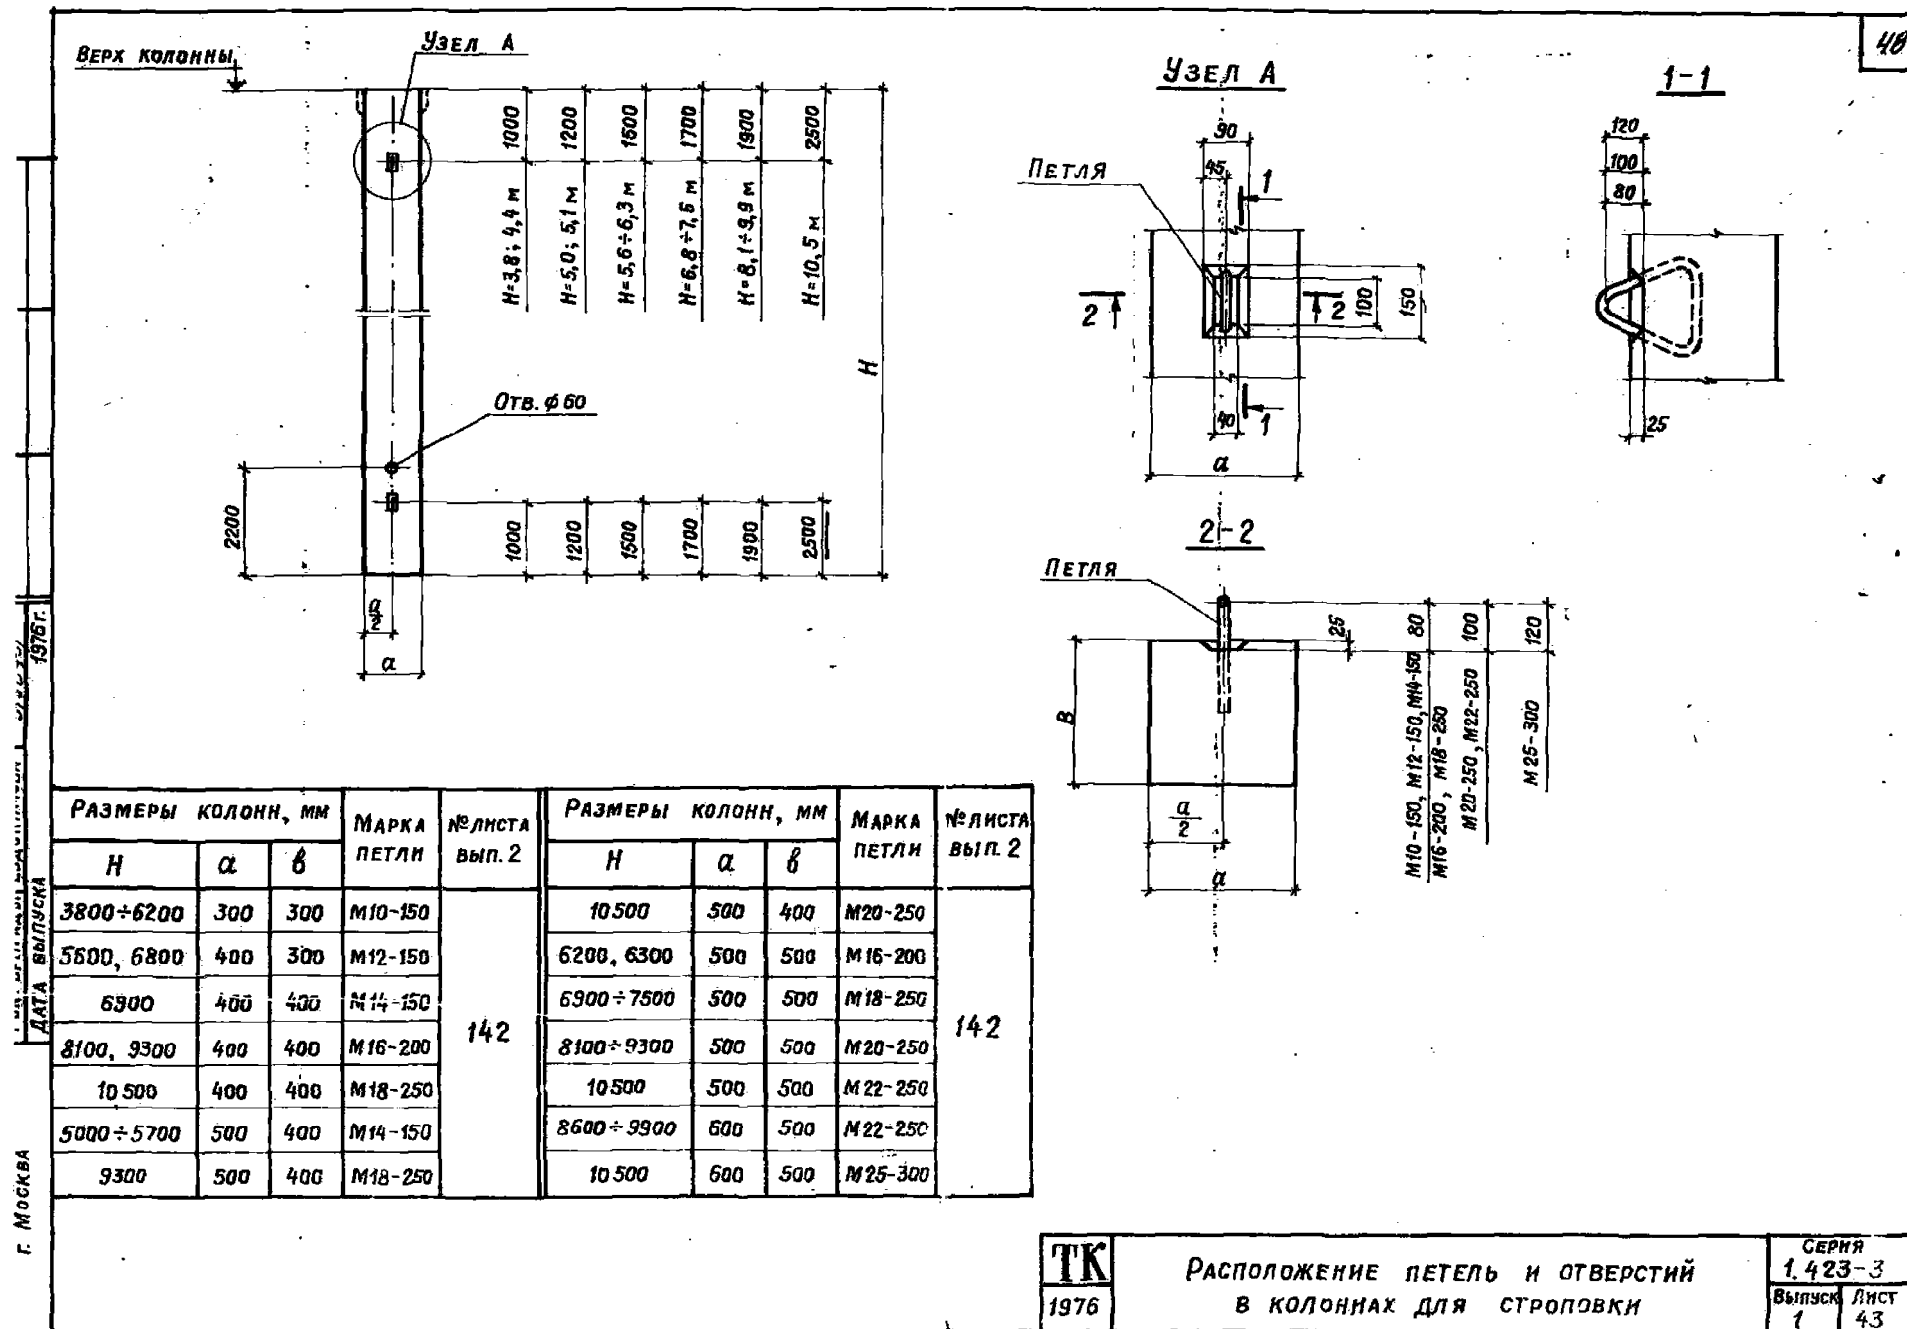 48
Верх колонны
Узел А
1000
1200
1500
1700
1900
2500
H=3,8; 4,4 м
H=5,0; 5,1 м
H=5,6÷6,3 м
H=6,8÷7,5 м
H=8,1÷9,9 м
H=10,5 м
H
Отв. ф 60
2200
1000
1200
1500
1700
1900
2500
a/2
a
Узел А
90
45
Петля
1
2
2
100
150
40
1
a
1-1
120
100
80
25
2-2
Петля
25
80
100
120
В
М10-150, М12-150, М14-150
М16-200, М18-250
М20-250, М22-250
М25-300
a/2
a
Размеры колонн, мм Марка петли № листа вып. 2 Размеры колонн, мм Марка петли № листа вып. 2
H a в H a в
3800÷6200 300 300 М10-150 10500 500 400 М20-250
5600, 6800 400 300 М12-150 6200, 6300 500 500 М16-200
6900 400 400 М14-150 6900÷7500 500 500 М18-250
142 142
8100, 9300 400 400 М16-200 8100÷9300 500 500 М20-250
10500 400 400 М18-250 10500 500 500 М22-250
5000÷5700 500 400 М14-150 8600÷9900 600 500 М22-250
9300 500 400 М18-250 10500 600 500 М25-300
1976 г.
Дата выпуска
г. Москва
ТК
1976
Расположение петель и отверстий
в колоннах для строповки
Серия
1.423-3
Выпуск Лист
1 43